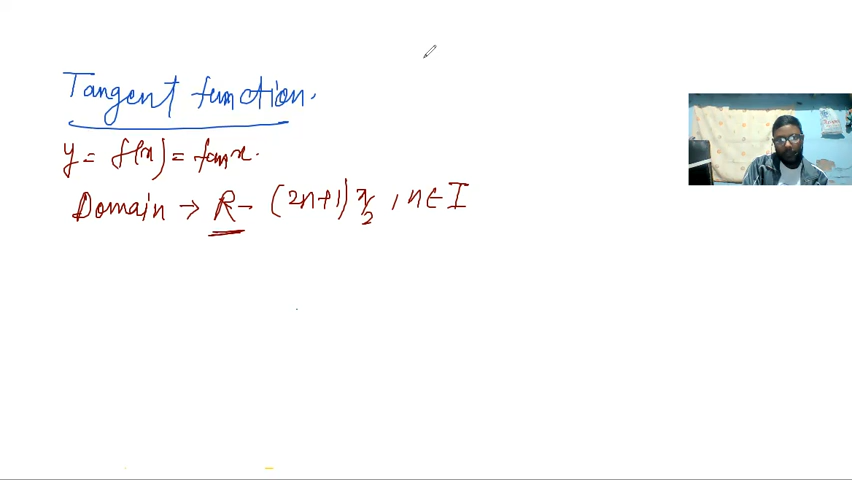 Tangent function.
y = f(x) = tan x.
Domain → R - (2n+1) π/2 , n ∈ I